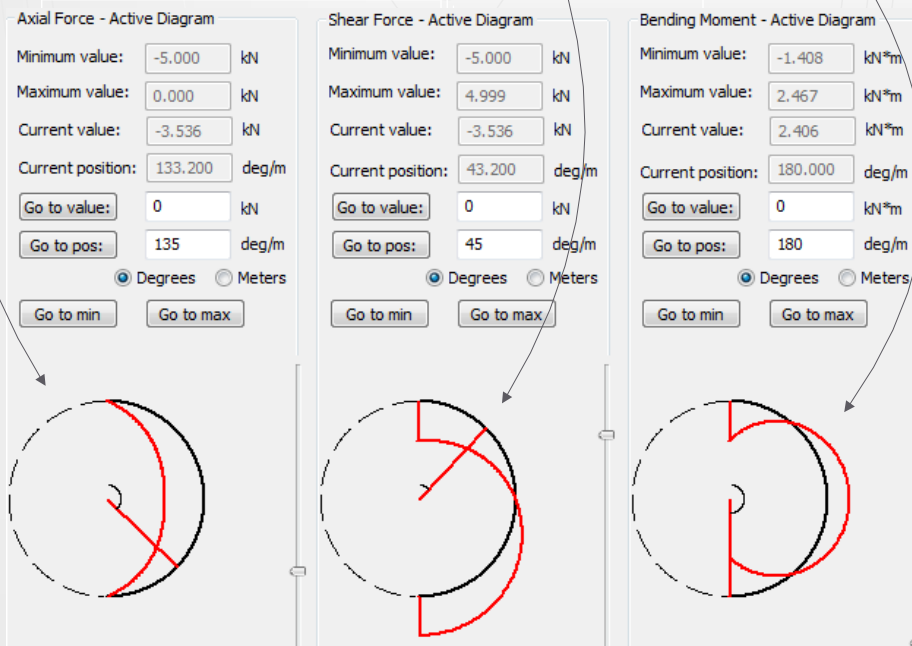 Axial Force - Active Diagram
Minimum value: -5.000 kN
Maximum value: 0.000 kN
Current value: -3.536 kN
Current position: 133.200 deg/m
Go to value: 0 kN
Go to pos: 135 deg/m
Degrees Meters
Go to min Go to max
Shear Force - Active Diagram
Minimum value: -5.000 kN
Maximum value: 4.999 kN
Current value: -3.536 kN
Current position: 43.200 deg/m
Go to value: 0 kN
Go to pos: 45 deg/m
Degrees Meters
Go to min Go to max
Bending Moment - Active Diagram
Minimum value: -1.408 kN*m
Maximum value: 2.467 kN*m
Current value: 2.406 kN*m
Current position: 180.000 deg/m
Go to value: 0 kN*m
Go to pos: 180 deg/m
Degrees Meters
Go to min Go to max